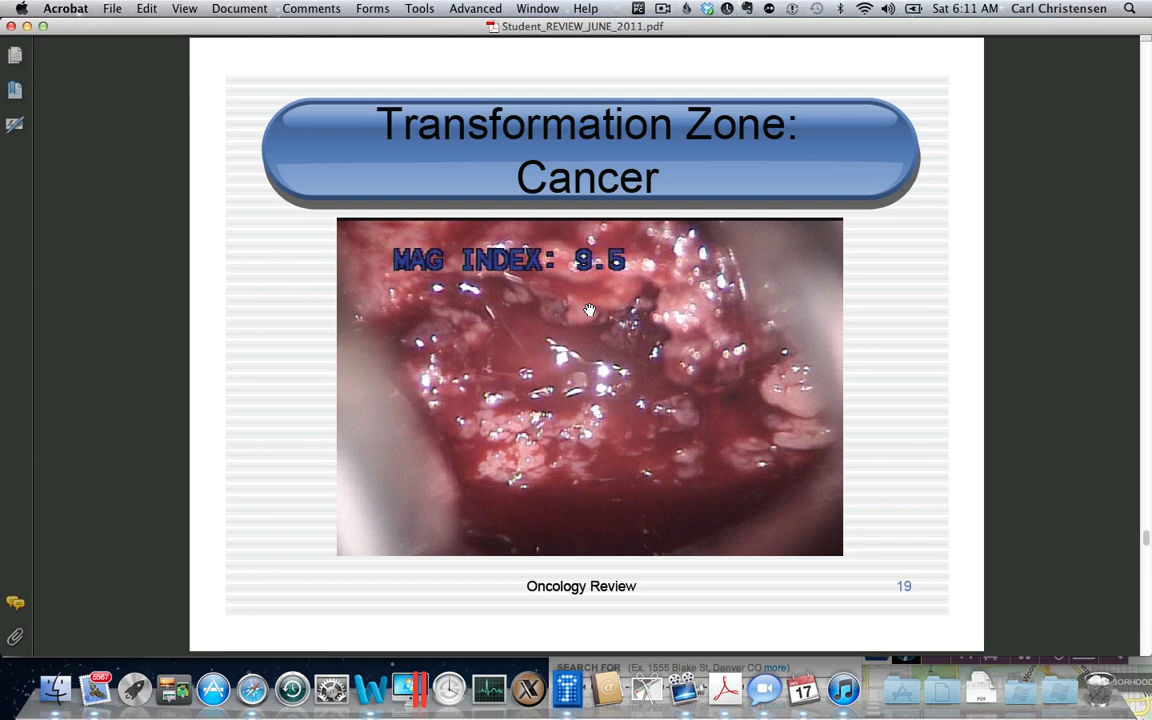 Acrobat File Edit View Document Comments Forms Tools Advanced Window Help Sat 6:11 AM Carl Christensen
Student_REVIEW_JUNE_2011.pdf
Transformation Zone:
Cancer
MAG INDEX: 9.5
Oncology Review 19
SEARCH FOR (Ex. 1555 Blake St, Denver CO more)
5567
17
PDF